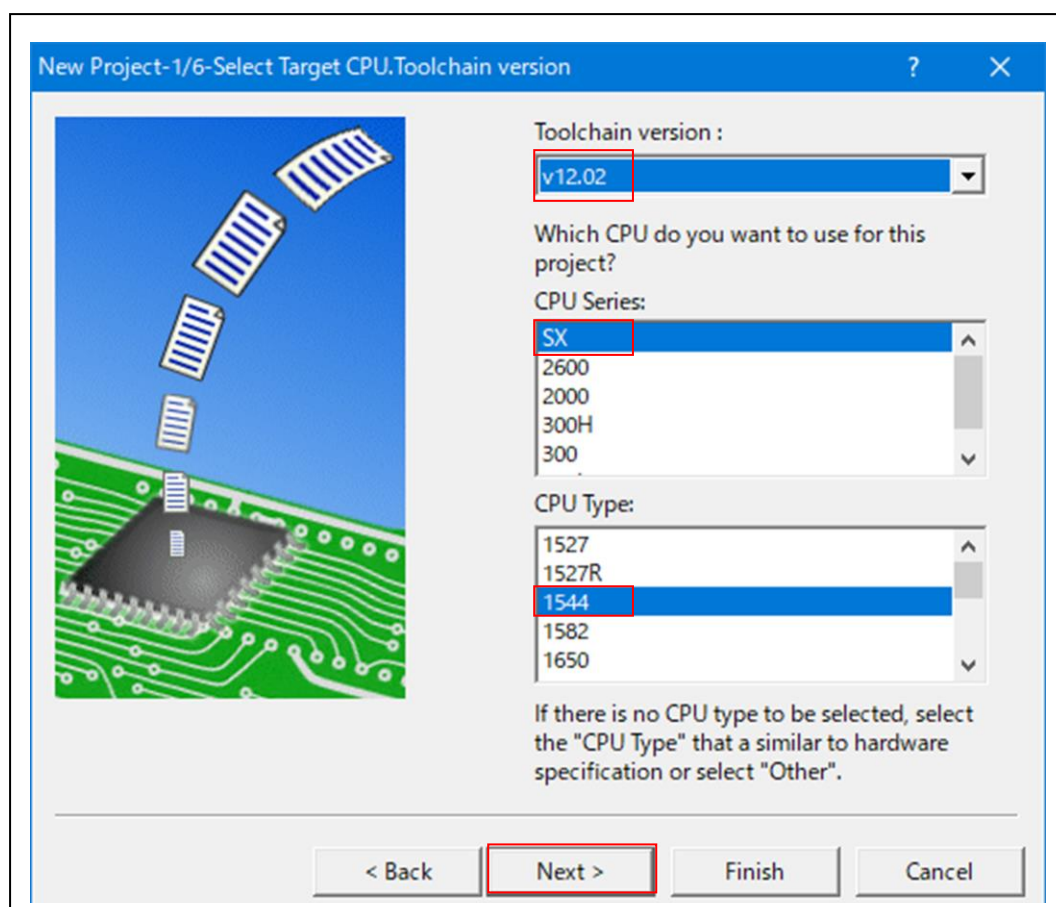 New Project-1/6-Select Target CPU.Toolchain version
? ×
Toolchain version :
v12.02
Which CPU do you want to use for this
project?
CPU Series:
SX
2600
2000
300H
300
CPU Type:
1527
1527R
1544
1582
1650
If there is no CPU type to be selected, select
the "CPU Type" that a similar to hardware
specification or select "Other".
< Back Next > Finish Cancel